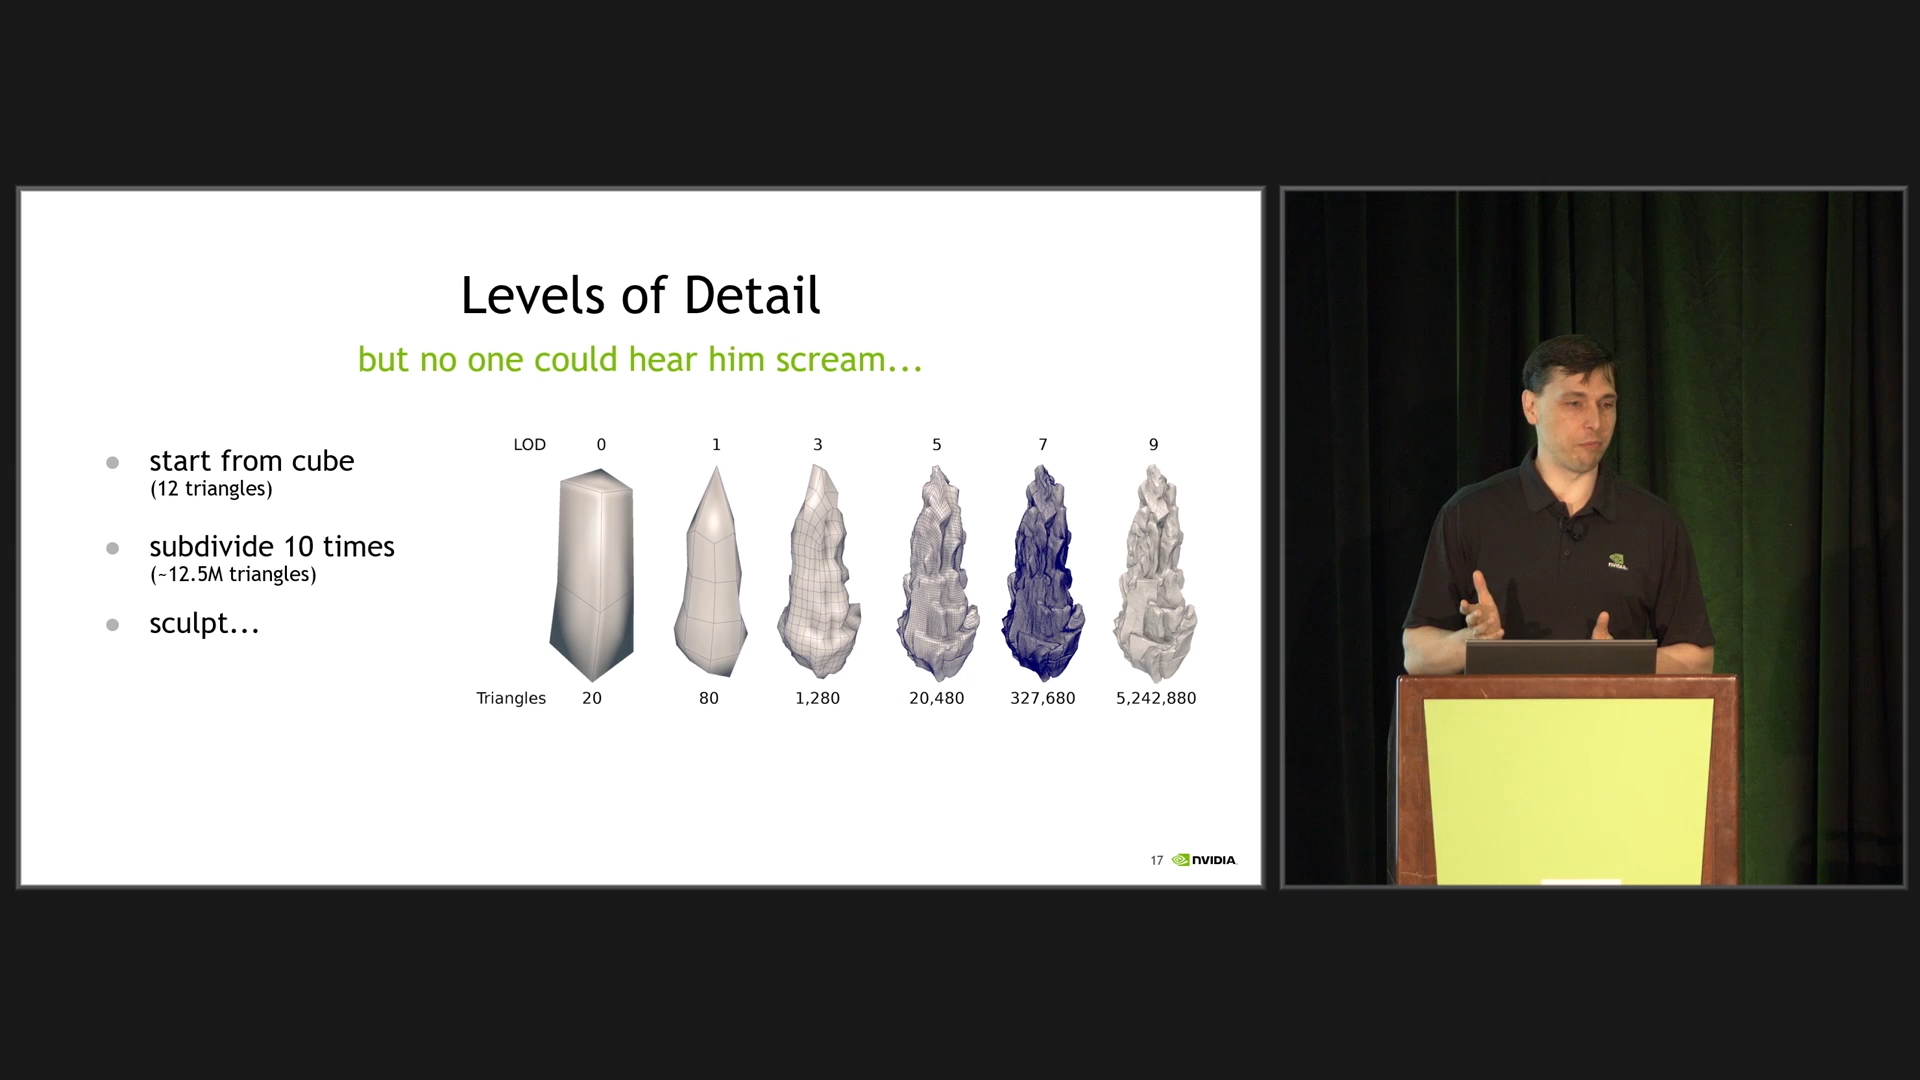 Levels of Detail
but no one could hear him scream...
start from cube
(12 triangles)
subdivide 10 times
(~12.5M triangles)
sculpt...
LOD 0 1 3 5 7 9
Triangles 20 80 1,280 20,480 327,680 5,242,880
17 NVIDIA
NVIDIA